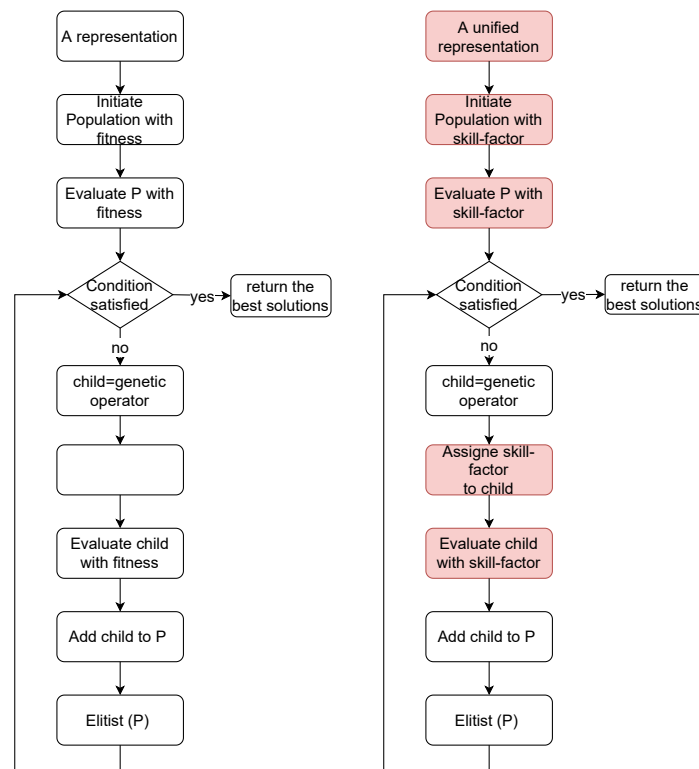 A representation
Initiate
Population with
fitness
Evaluate P with
fitness
Condition
satisfied
yes
return the
best solutions
no
child=genetic
operator
Evaluate child
with fitness
Add child to P
Elitist (P)
A unified
representation
Initiate
Population with
skill-factor
Evaluate P with
skill-factor
Condition
satisfied
yes
return the
best solutions
no
child=genetic
operator
Assigne skill-
factor
to child
Evaluate child
with skill-factor
Add child to P
Elitist (P)